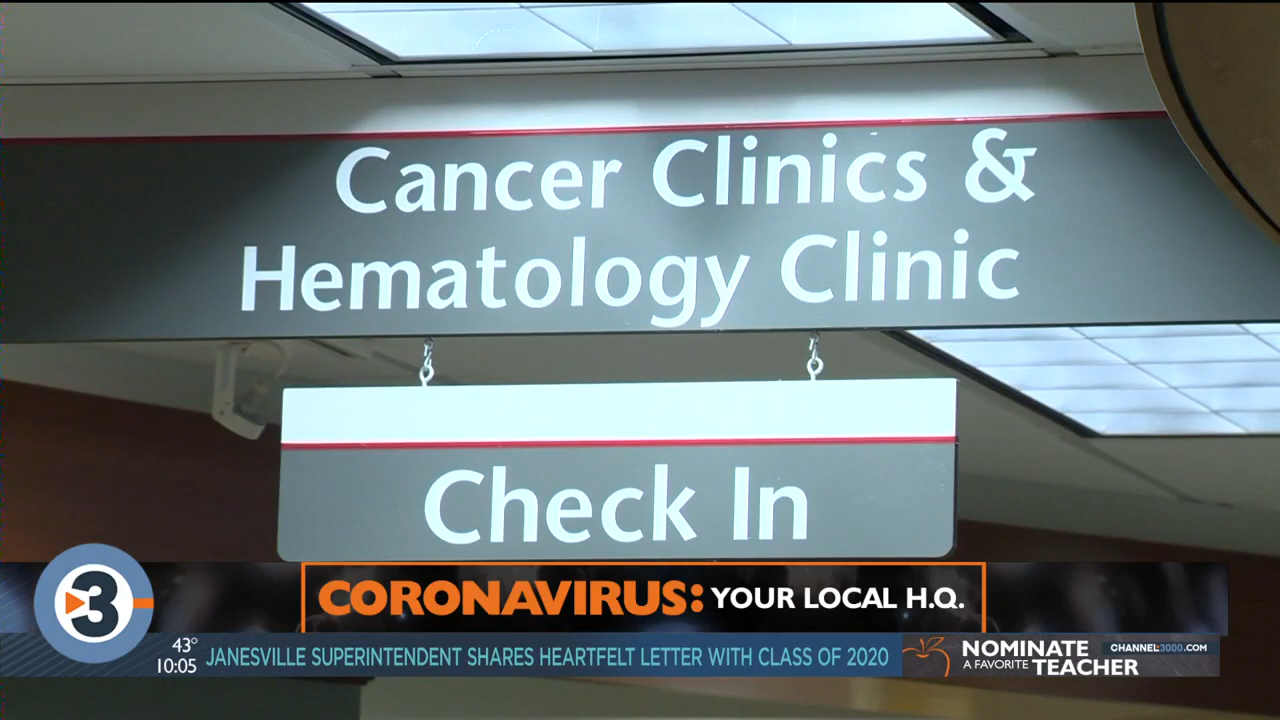 Cancer Clinics &
Hematology Clinic
Check In
CORONAVIRUS: YOUR LOCAL H.Q.
3
43°
10:05
JANESVILLE SUPERINTENDENT SHARES HEARTFELT LETTER WITH CLASS OF 2020
NOMINATE
A FAVORITE TEACHER
CHANNEL3000.COM